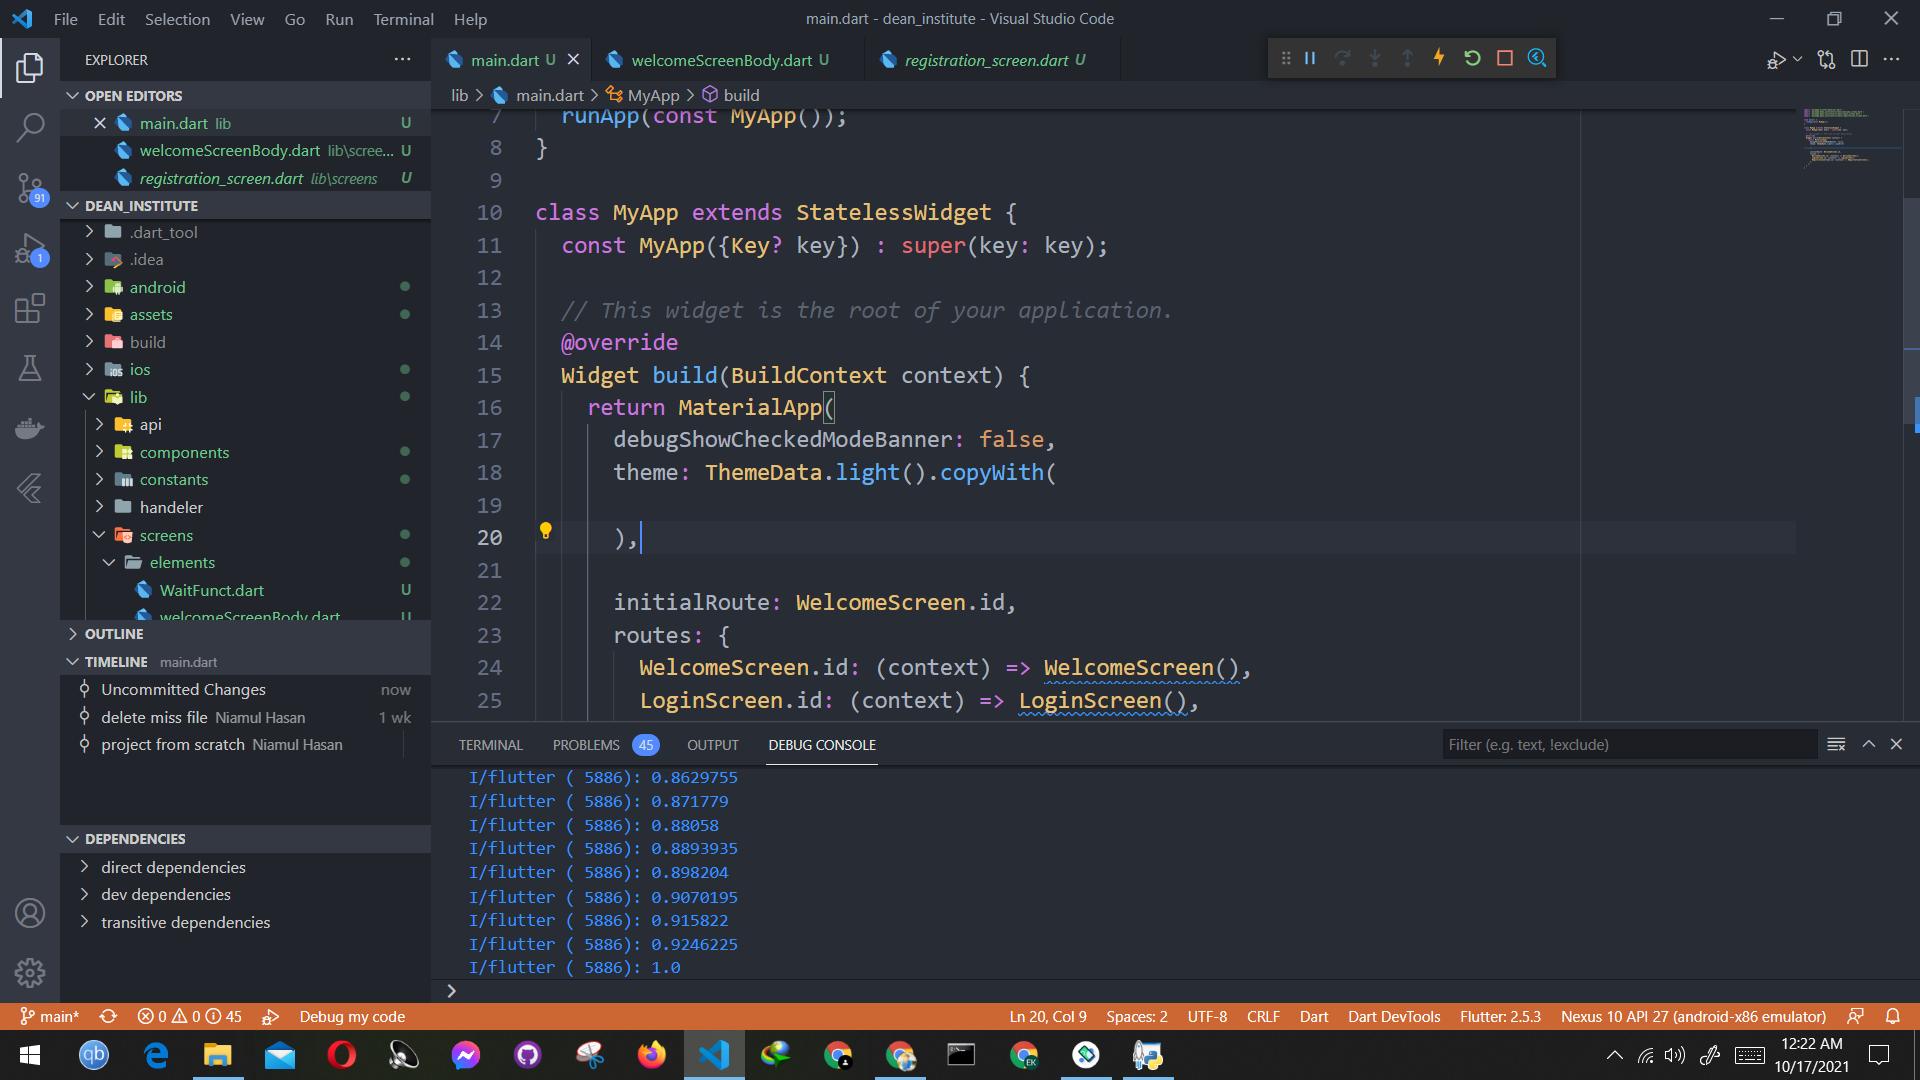 File Edit Selection View Go Run Terminal Help
main.dart - dean_institute - Visual Studio Code
EXPLORER
OPEN EDITORS
main.dart lib U
welcomeScreenBody.dart lib\scree... U
registration_screen.dart lib\screens U
DEAN_INSTITUTE
.dart_tool
.idea
android
assets
build
ios
lib
api
components
constants
handeler
screens
elements
WaitFunct.dart U
welcomeScreenBody.dart U
OUTLINE
TIMELINE main.dart
Uncommitted Changes now
delete miss file Niamul Hasan 1 wk
project from scratch Niamul Hasan
DEPENDENCIES
direct dependencies
dev dependencies
transitive dependencies
91
1
main.dart U
welcomeScreenBody.dart U
registration_screen.dart U
lib > main.dart > MyApp > build
7 runApp(const MyApp());
8 }
9
10 class MyApp extends StatelessWidget {
11 const MyApp({Key? key}) : super(key: key);
12
13 // This widget is the root of your application.
14 @override
15 Widget build(BuildContext context) {
16 return MaterialApp(
17 debugShowCheckedModeBanner: false,
18 theme: ThemeData.light().copyWith(
19
20 ),
21
22 initialRoute: WelcomeScreen.id,
23 routes: {
24 WelcomeScreen.id: (context) => WelcomeScreen(),
25 LoginScreen.id: (context) => LoginScreen(),
TERMINAL PROBLEMS 45 OUTPUT DEBUG CONSOLE
Filter (e.g. text, !exclude)
I/flutter ( 5886): 0.8629755
I/flutter ( 5886): 0.871779
I/flutter ( 5886): 0.88058
I/flutter ( 5886): 0.8893935
I/flutter ( 5886): 0.898204
I/flutter ( 5886): 0.9070195
I/flutter ( 5886): 0.915822
I/flutter ( 5886): 0.9246225
I/flutter ( 5886): 1.0
>
main* 0 0 45 Debug my code
Ln 20, Col 9 Spaces: 2 UTF-8 CRLF Dart Dart DevTools Flutter: 2.5.3 Nexus 10 API 27 (android-x86 emulator)
qb
EK
12:22 AM
10/17/2021